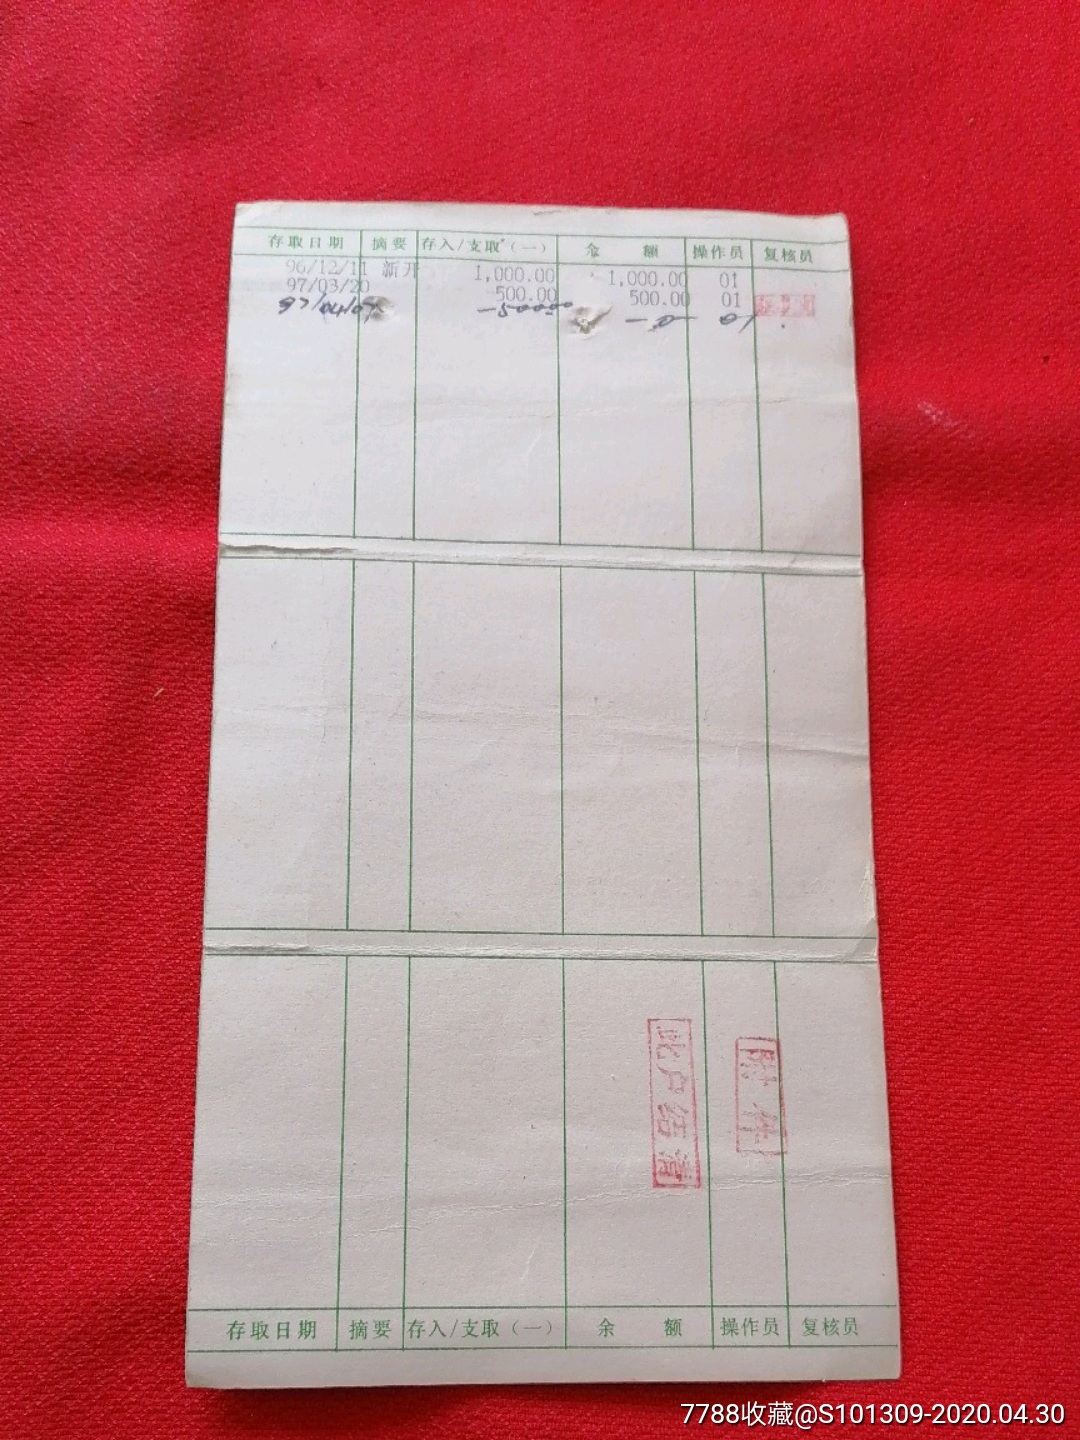 存取日期 摘要 存入/支取(一) 余 额 操作员 复核员
96/12/11 新开 1,000.00 1,000.00 01
97/03/20 -500.00 500.00 01
此户结清
附件
存取日期 摘要 存入/支取(一) 余 额 操作员 复核员
7788收藏@S101309-2020.04.30